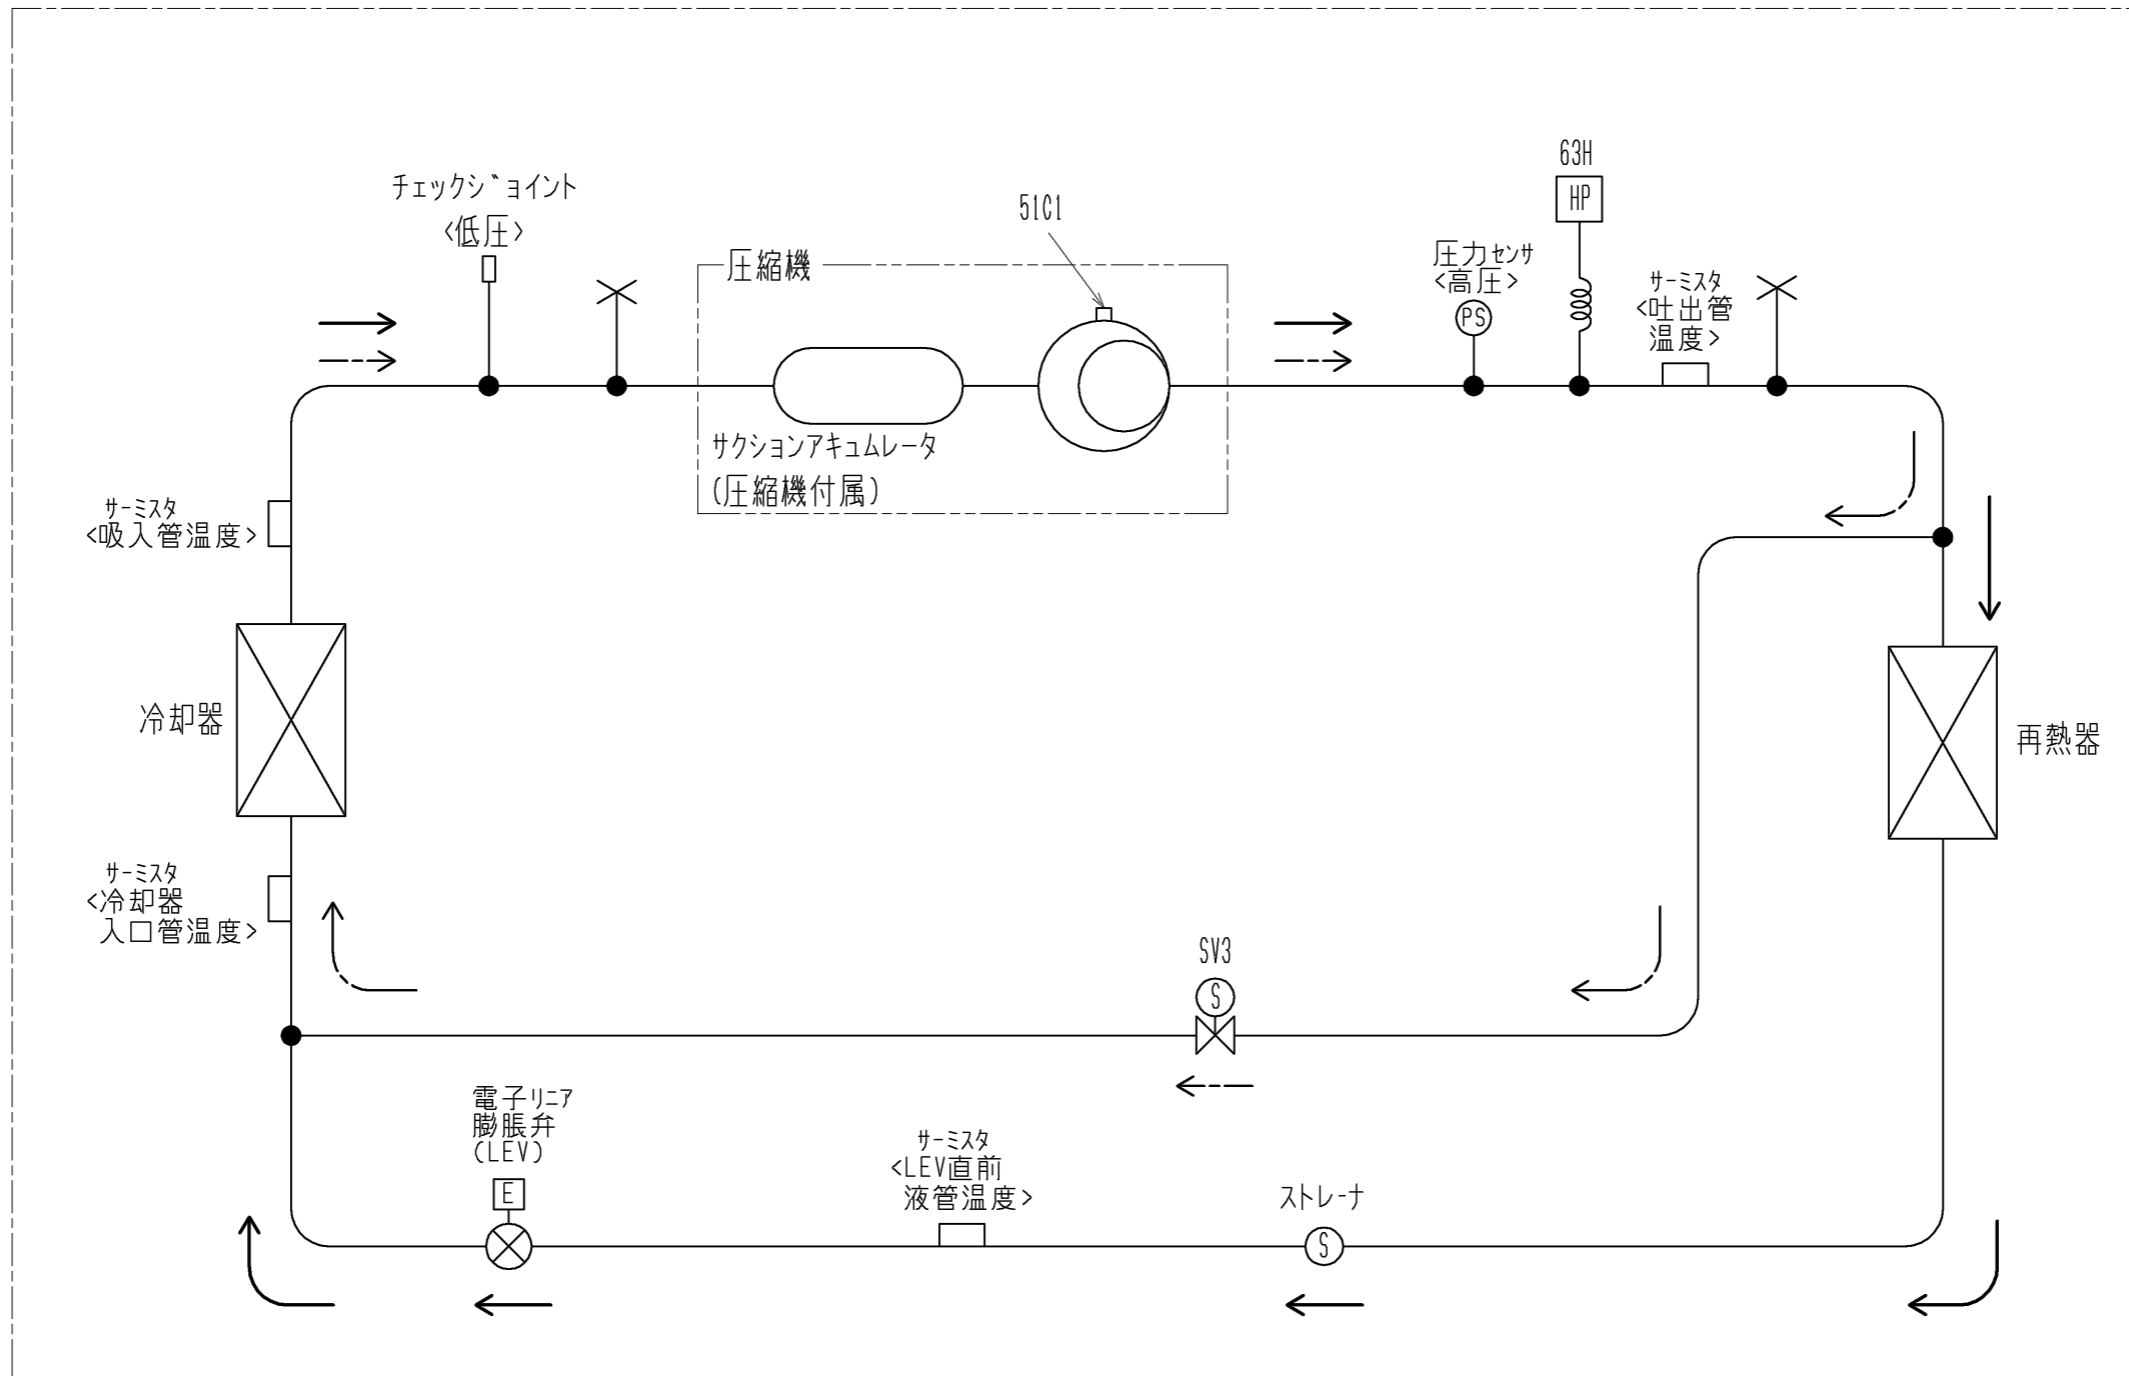 63H
HP
チェックジョイント
<低圧>
51C1
圧縮機
圧力センサ
<高圧>
PS
サーミスタ
<吐出管
温度>
サクションアキュムレータ
(圧縮機付属)
サーミスタ
<吸入管温度>
冷却器
再熱器
サーミスタ
<冷却器
入口管温度>
SV3
S
電子リニア
膨脹弁
(LEV)
E
サーミスタ
<LEV直前
液管温度>
ストレーナ
S